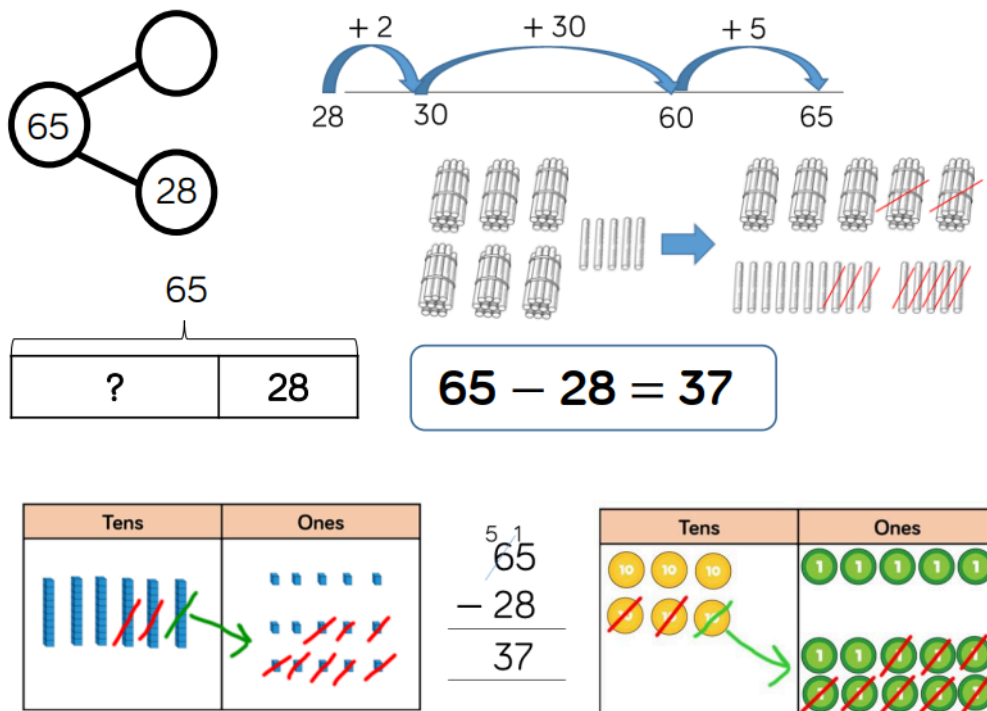 + 2 + 30 + 5
28 30 60 65
65
28
65
? 28
65 − 28 = 37
Tens Ones
5 1
65
− 28
37
Tens Ones
10 10 10
10 10 10
1 1 1 1 1
1 1 1 1 1
1 1 1 1 1